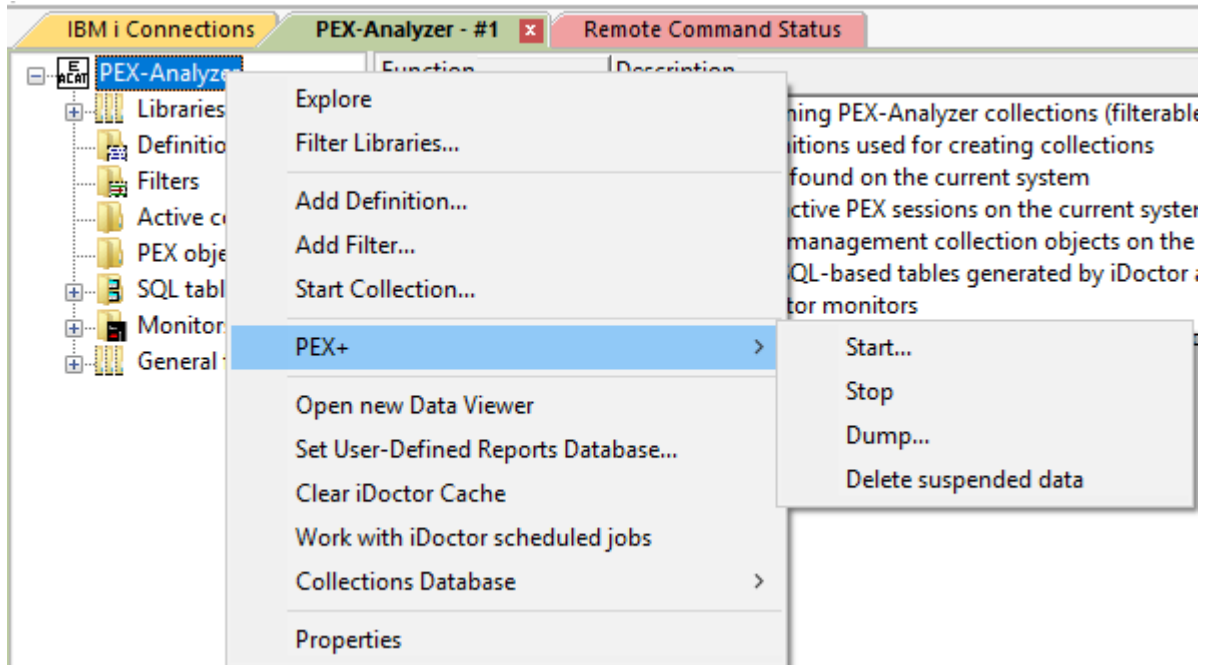 IBM i Connections
PEX-Analyzer - #1
Remote Command Status
PEX-Analyzer
Function
Description
Libraries
ning PEX-Analyzer collections (filterable
Definitio
itions used for creating collections
Filters
found on the current system
Active c
ctive PEX sessions on the current syster
PEX obje
management collection objects on the
SQL tabl
QL-based tables generated by iDoctor a
Monitor
tor monitors
General
Explore
Filter Libraries...
Add Definition...
Add Filter...
Start Collection...
PEX+
Open new Data Viewer
Set User-Defined Reports Database...
Clear iDoctor Cache
Work with iDoctor scheduled jobs
Collections Database
Properties
Start...
Stop
Dump...
Delete suspended data